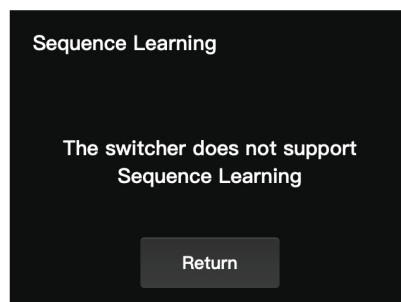 Sequence Learning
The switcher does not support
Sequence Learning
Return